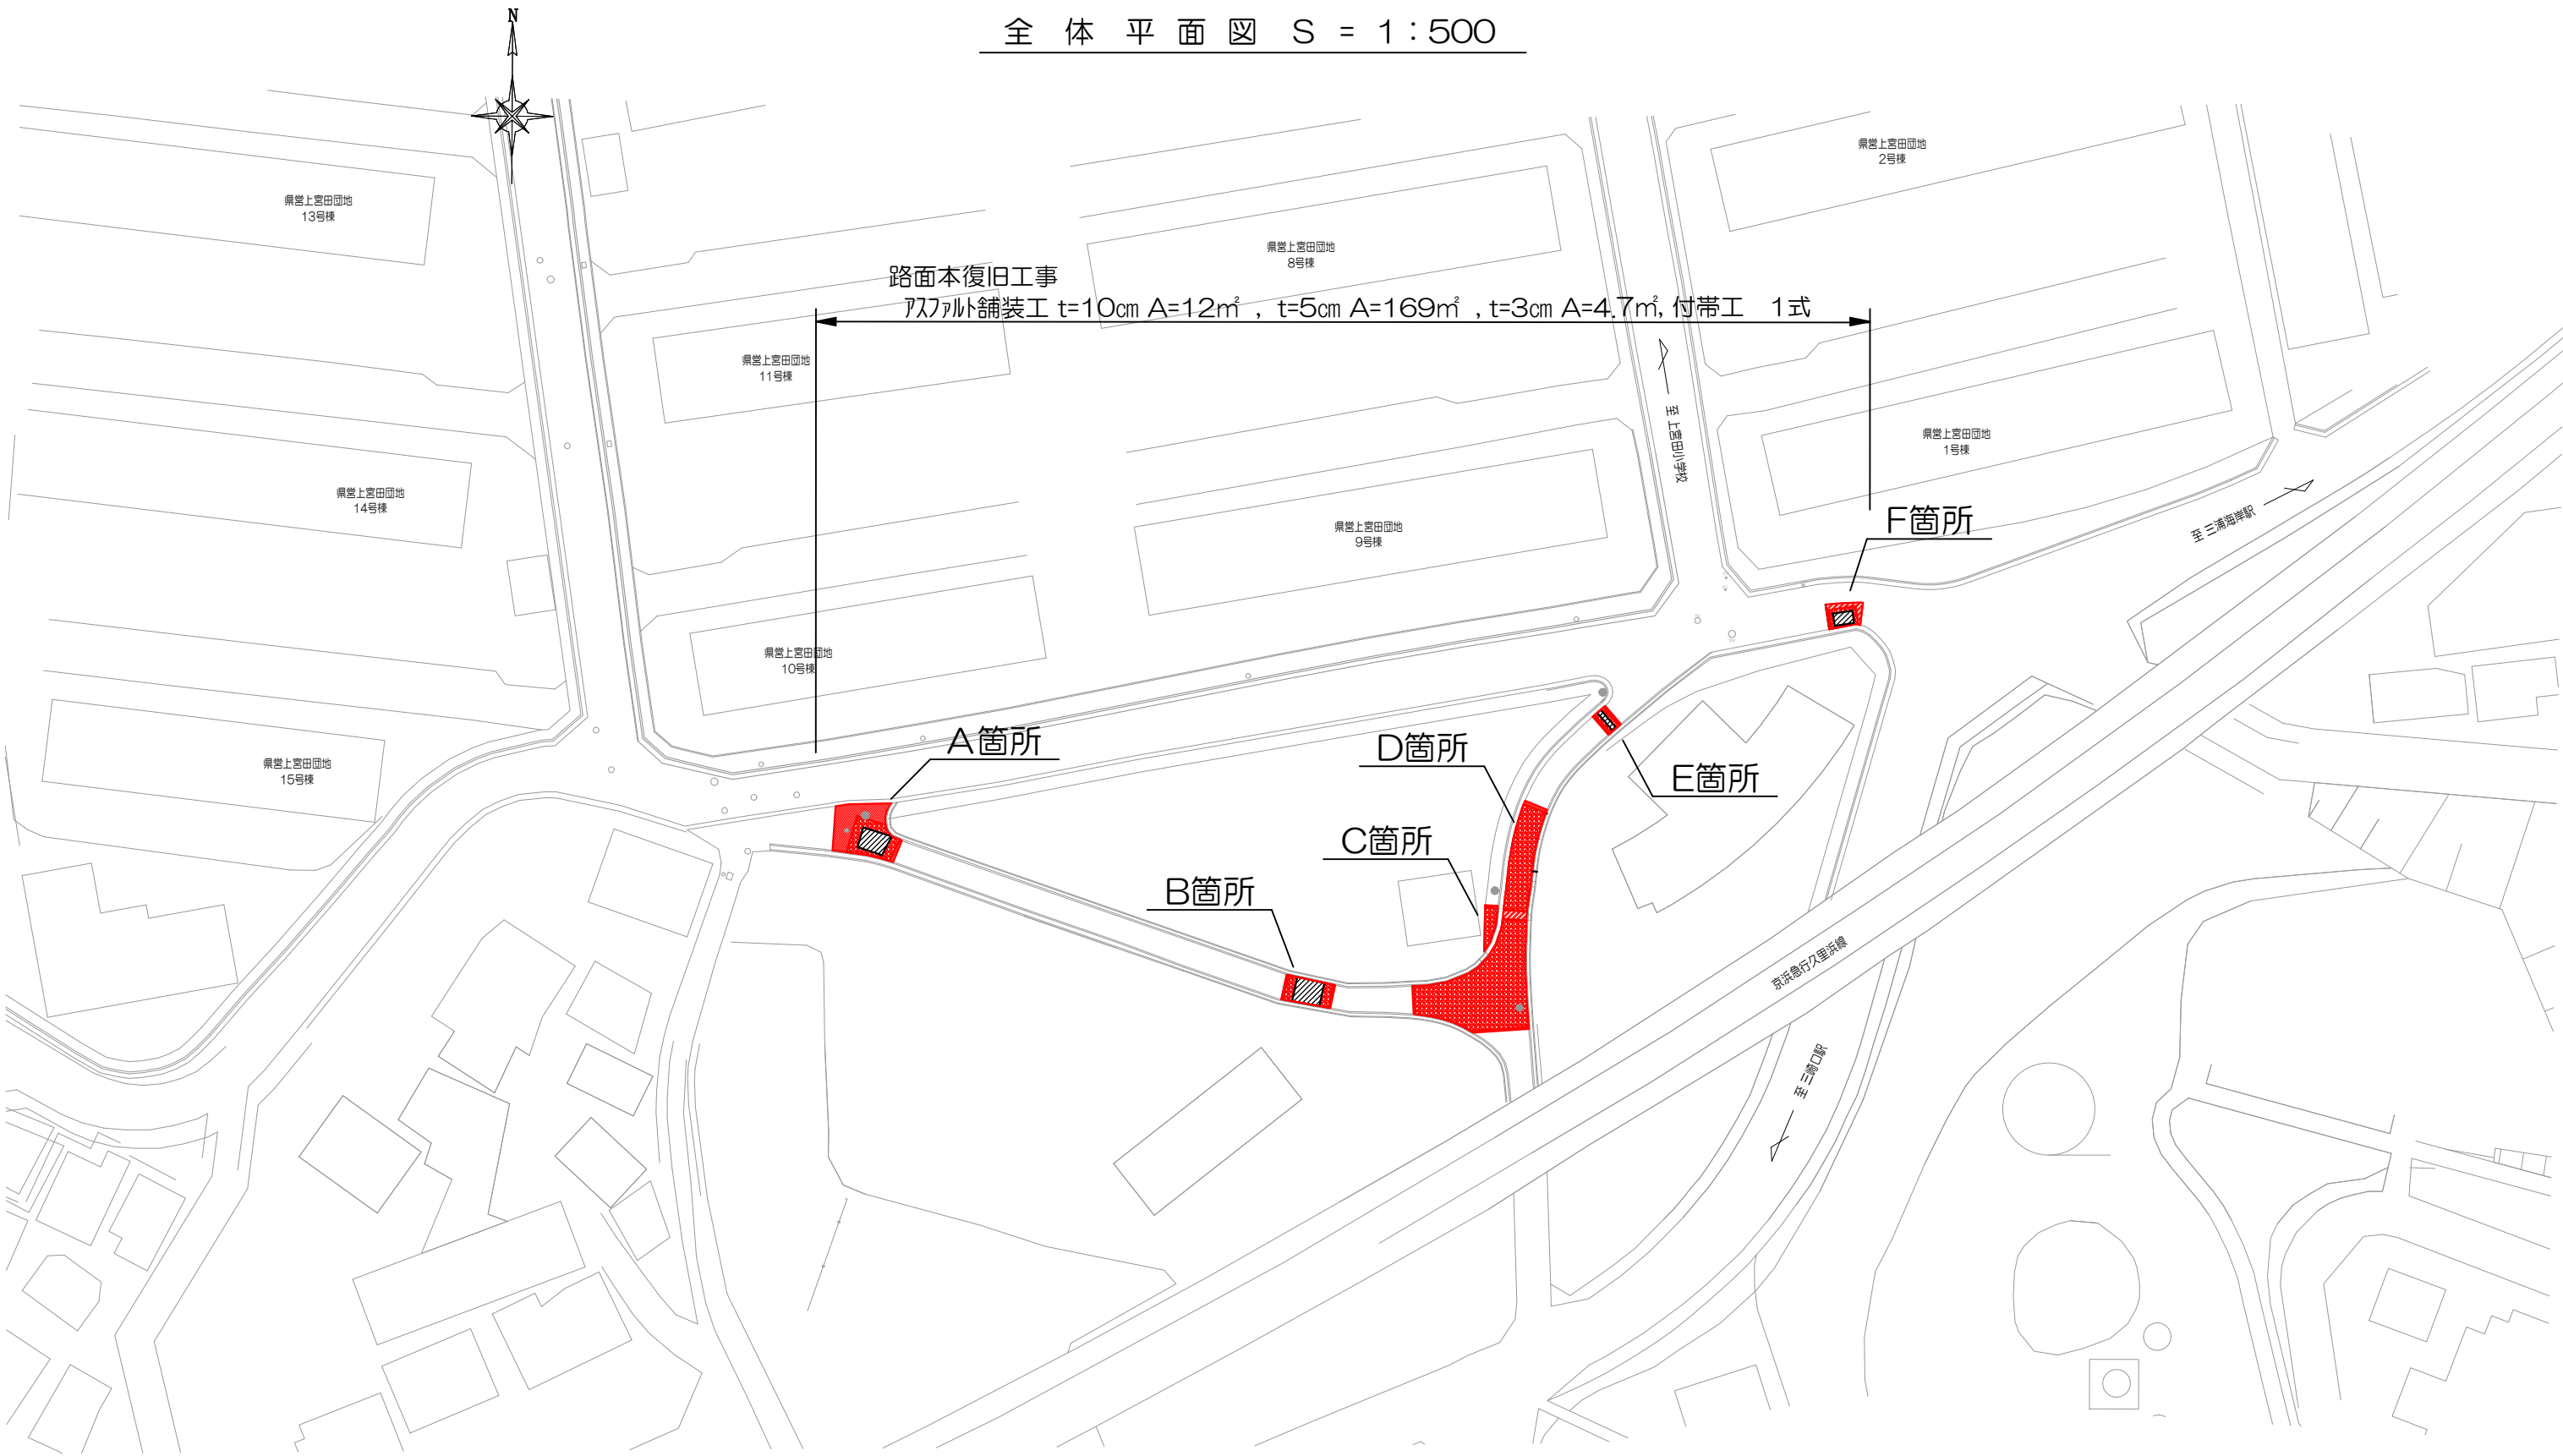 全体平面図 S = 1:500
N
県営上宮田団地
2号棟
県営上宮田団地
13号棟
県営上宮田団地
8号棟
路面本復旧工事
アスファルト舗装工 t=10cm A=12㎡ , t=5cm A=169㎡ , t=3cm A=4.7㎡, 付帯工 1式
県営上宮田団地
11号棟
至 上宮田小学校
県営上宮田団地
1号棟
県営上宮田団地
14号棟
県営上宮田団地
9号棟
F箇所
至 三浦海岸駅
県営上宮田団地
10号棟
A箇所
D箇所
E箇所
県営上宮田団地
15号棟
C箇所
B箇所
京浜急行久里浜線
至 三崎口駅